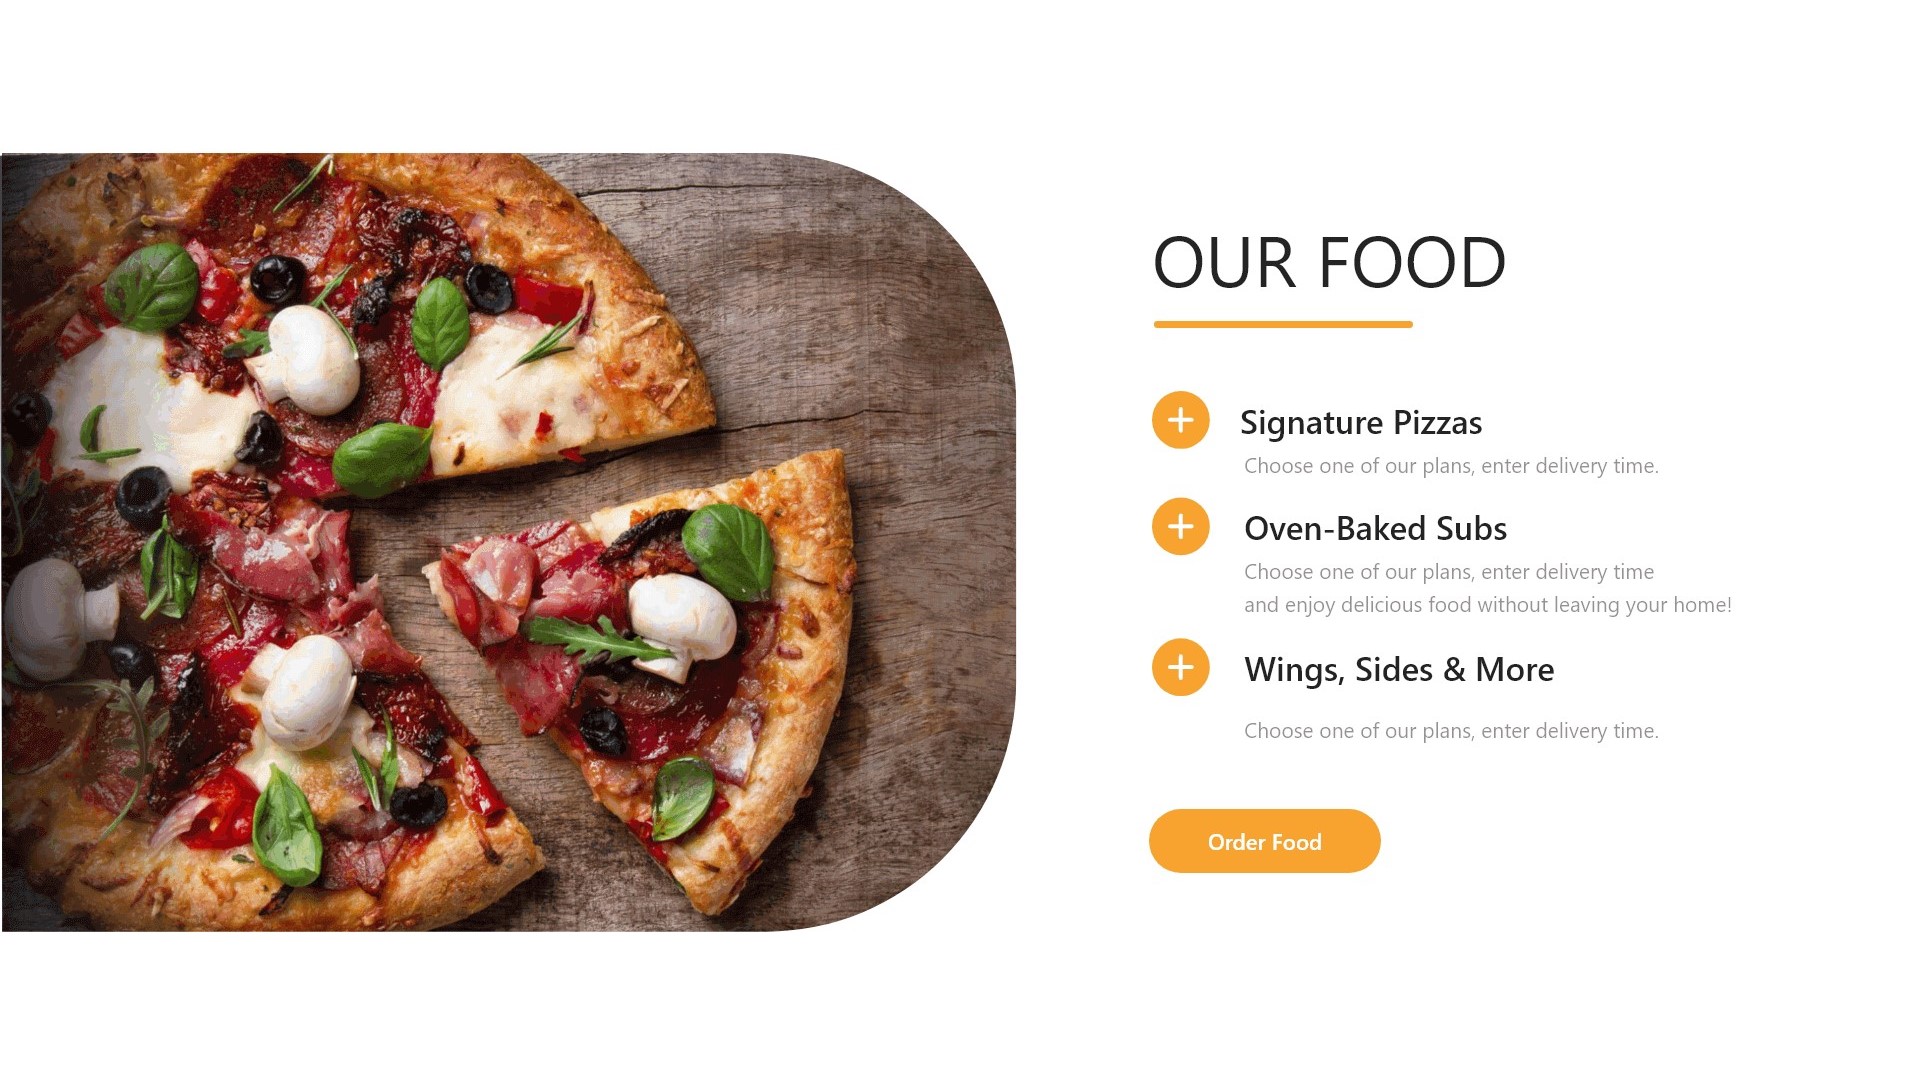 OUR FOOD
Signature Pizzas
Choose one of our plans, enter delivery time.
Oven-Baked Subs
Choose one of our plans, enter delivery time
and enjoy delicious food without leaving your home!
Wings, Sides & More
Choose one of our plans, enter delivery time.
Order Food